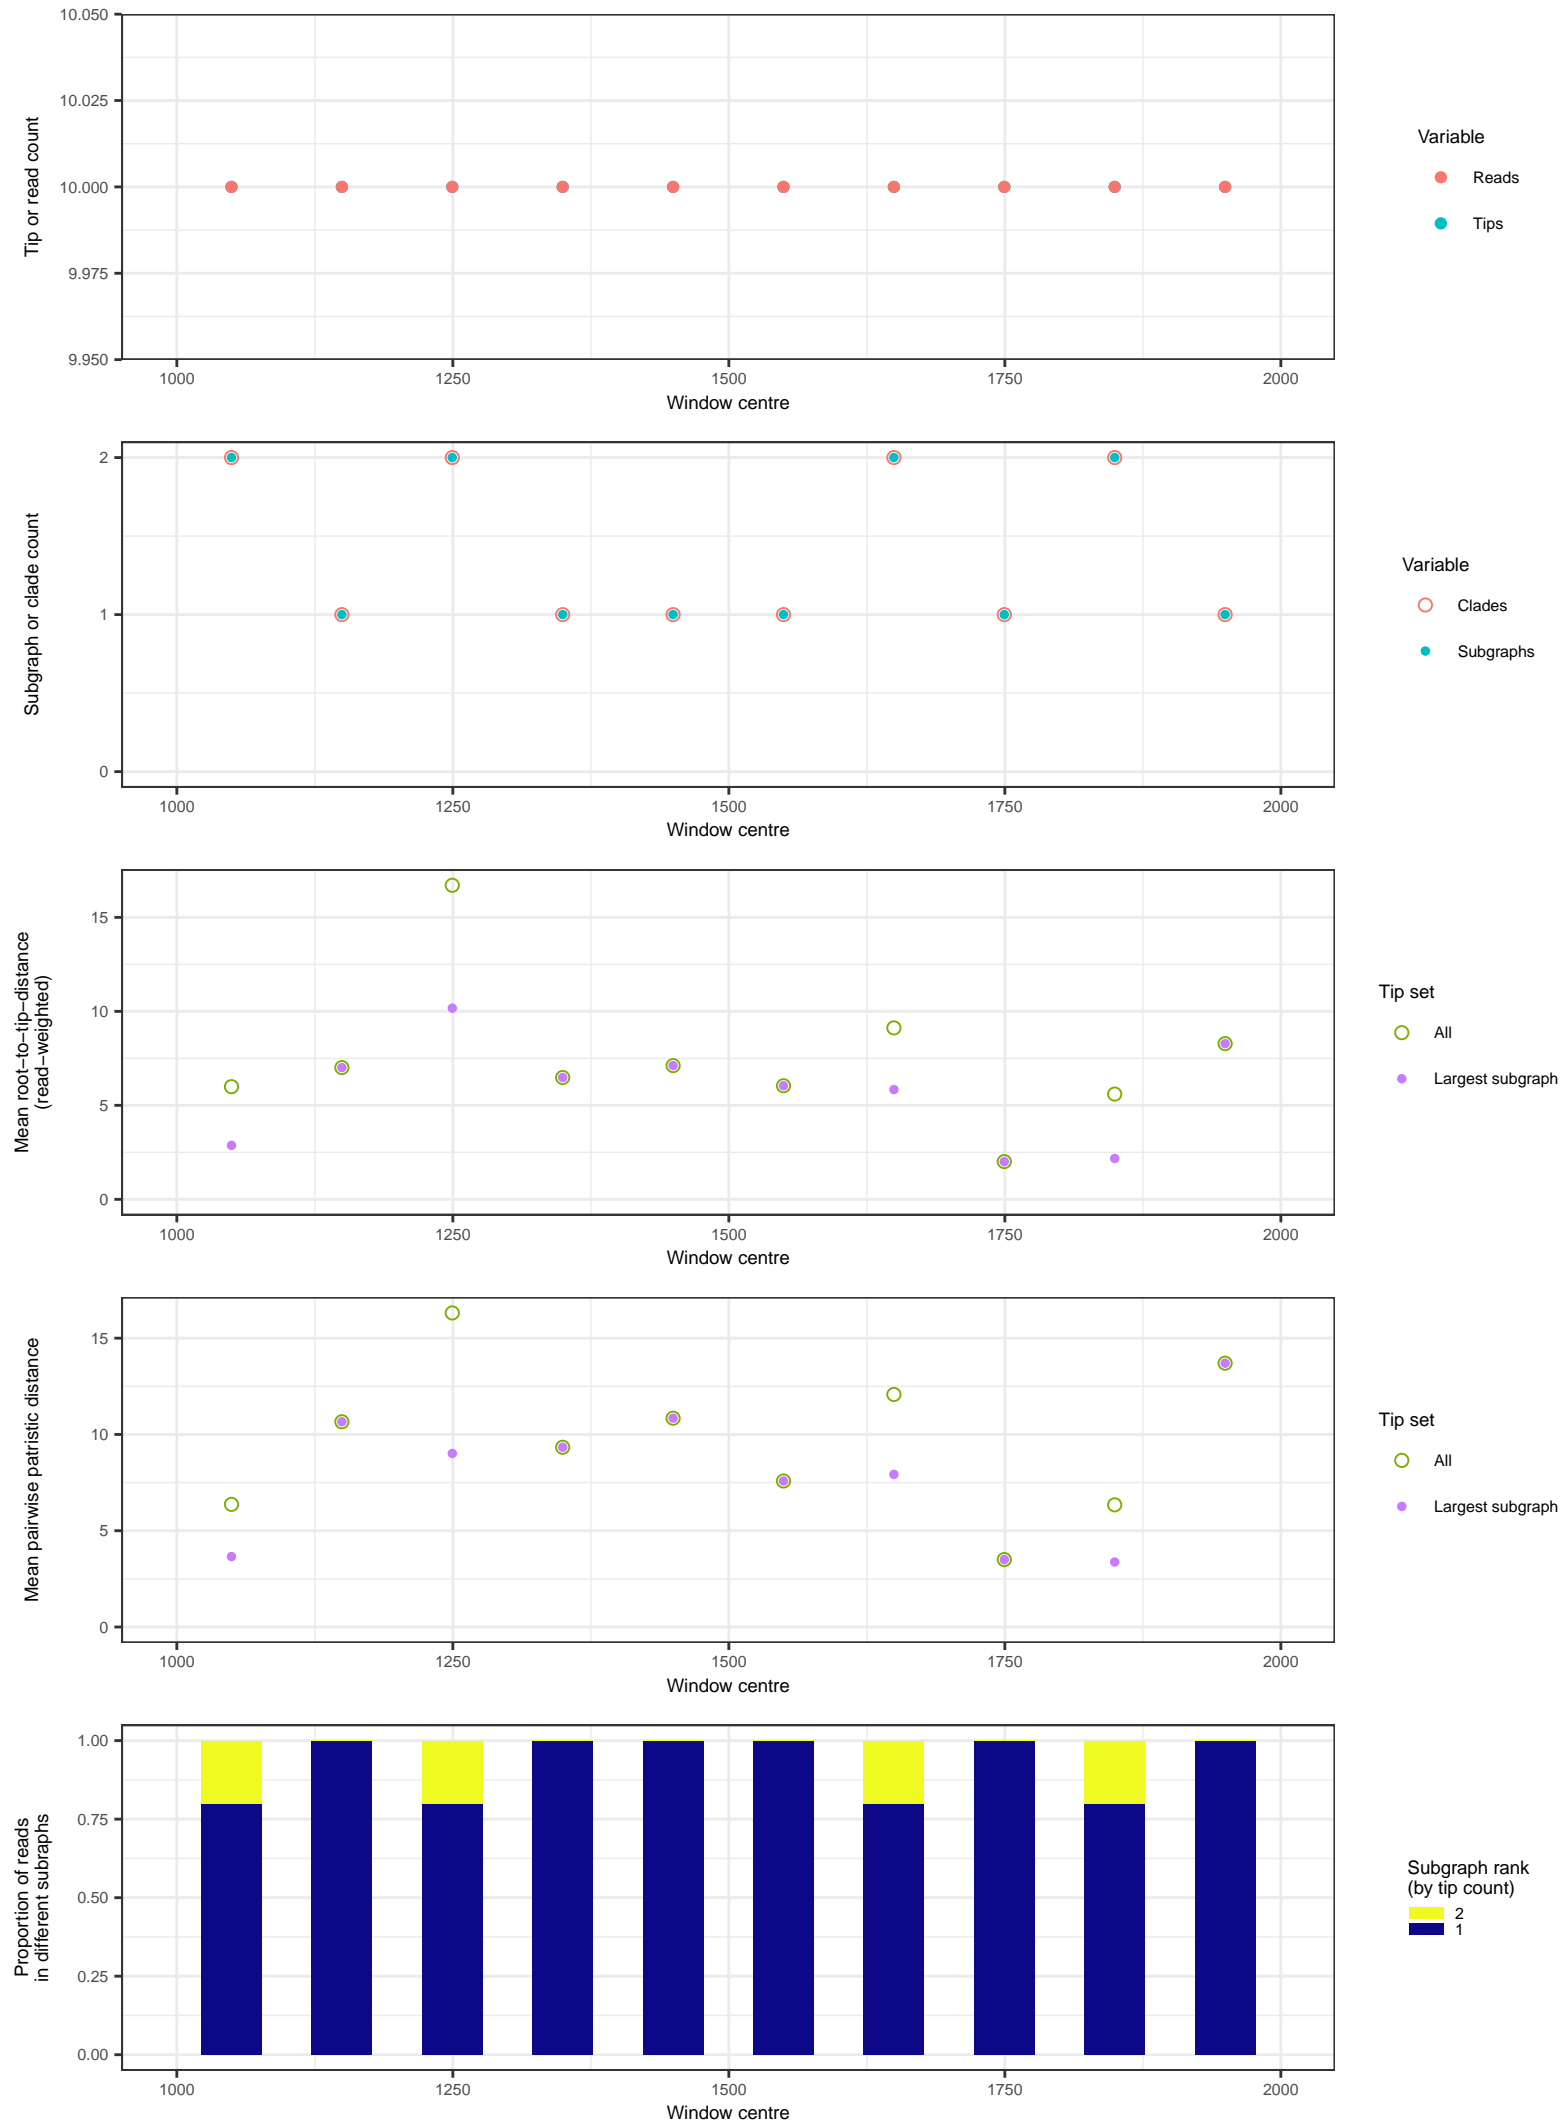 10.050
10.025
10.000
9.975
9.950
Tip or read count
1000 1250 1500 1750 2000
Window centre
Variable
Reads
Tips
2
1
0
Subgraph or clade count
1000 1250 1500 1750 2000
Window centre
Variable
Clades
Subgraphs
15
10
5
0
Mean root−to−tip−distance
(read−weighted)
1000 1250 1500 1750 2000
Window centre
Tip set
All
Largest subgraph
15
10
5
0
Mean pairwise patristic distance
1000 1250 1500 1750 2000
Window centre
Tip set
All
Largest subgraph
1.00
0.75
0.50
0.25
0.00
Proportion of reads
in different subraphs
1000 1250 1500 1750 2000
Window centre
Subgraph rank
(by tip count)
2
1